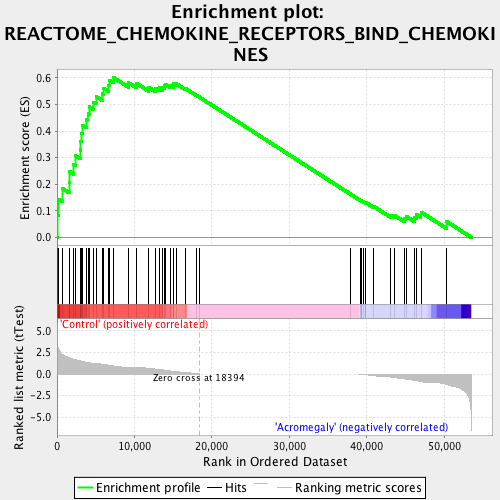 Enrichment plot:
REACTOME_CHEMOKINE_RECEPTORS_BIND_CHEMOKI
NES
Enrichment score (ES)
0.6
0.5
0.4
0.3
0.2
0.1
0.0
'Control' (positively correlated)
Ranked list metric (tTest)
5.0
2.5
0.0
-2.5
-5.0
Zero cross at 18394
'Acromegaly' (negatively correlated)
0
10,000
20,000
30,000
40,000
50,000
Rank in Ordered Dataset
Enrichment profile
Hits
Ranking metric scores